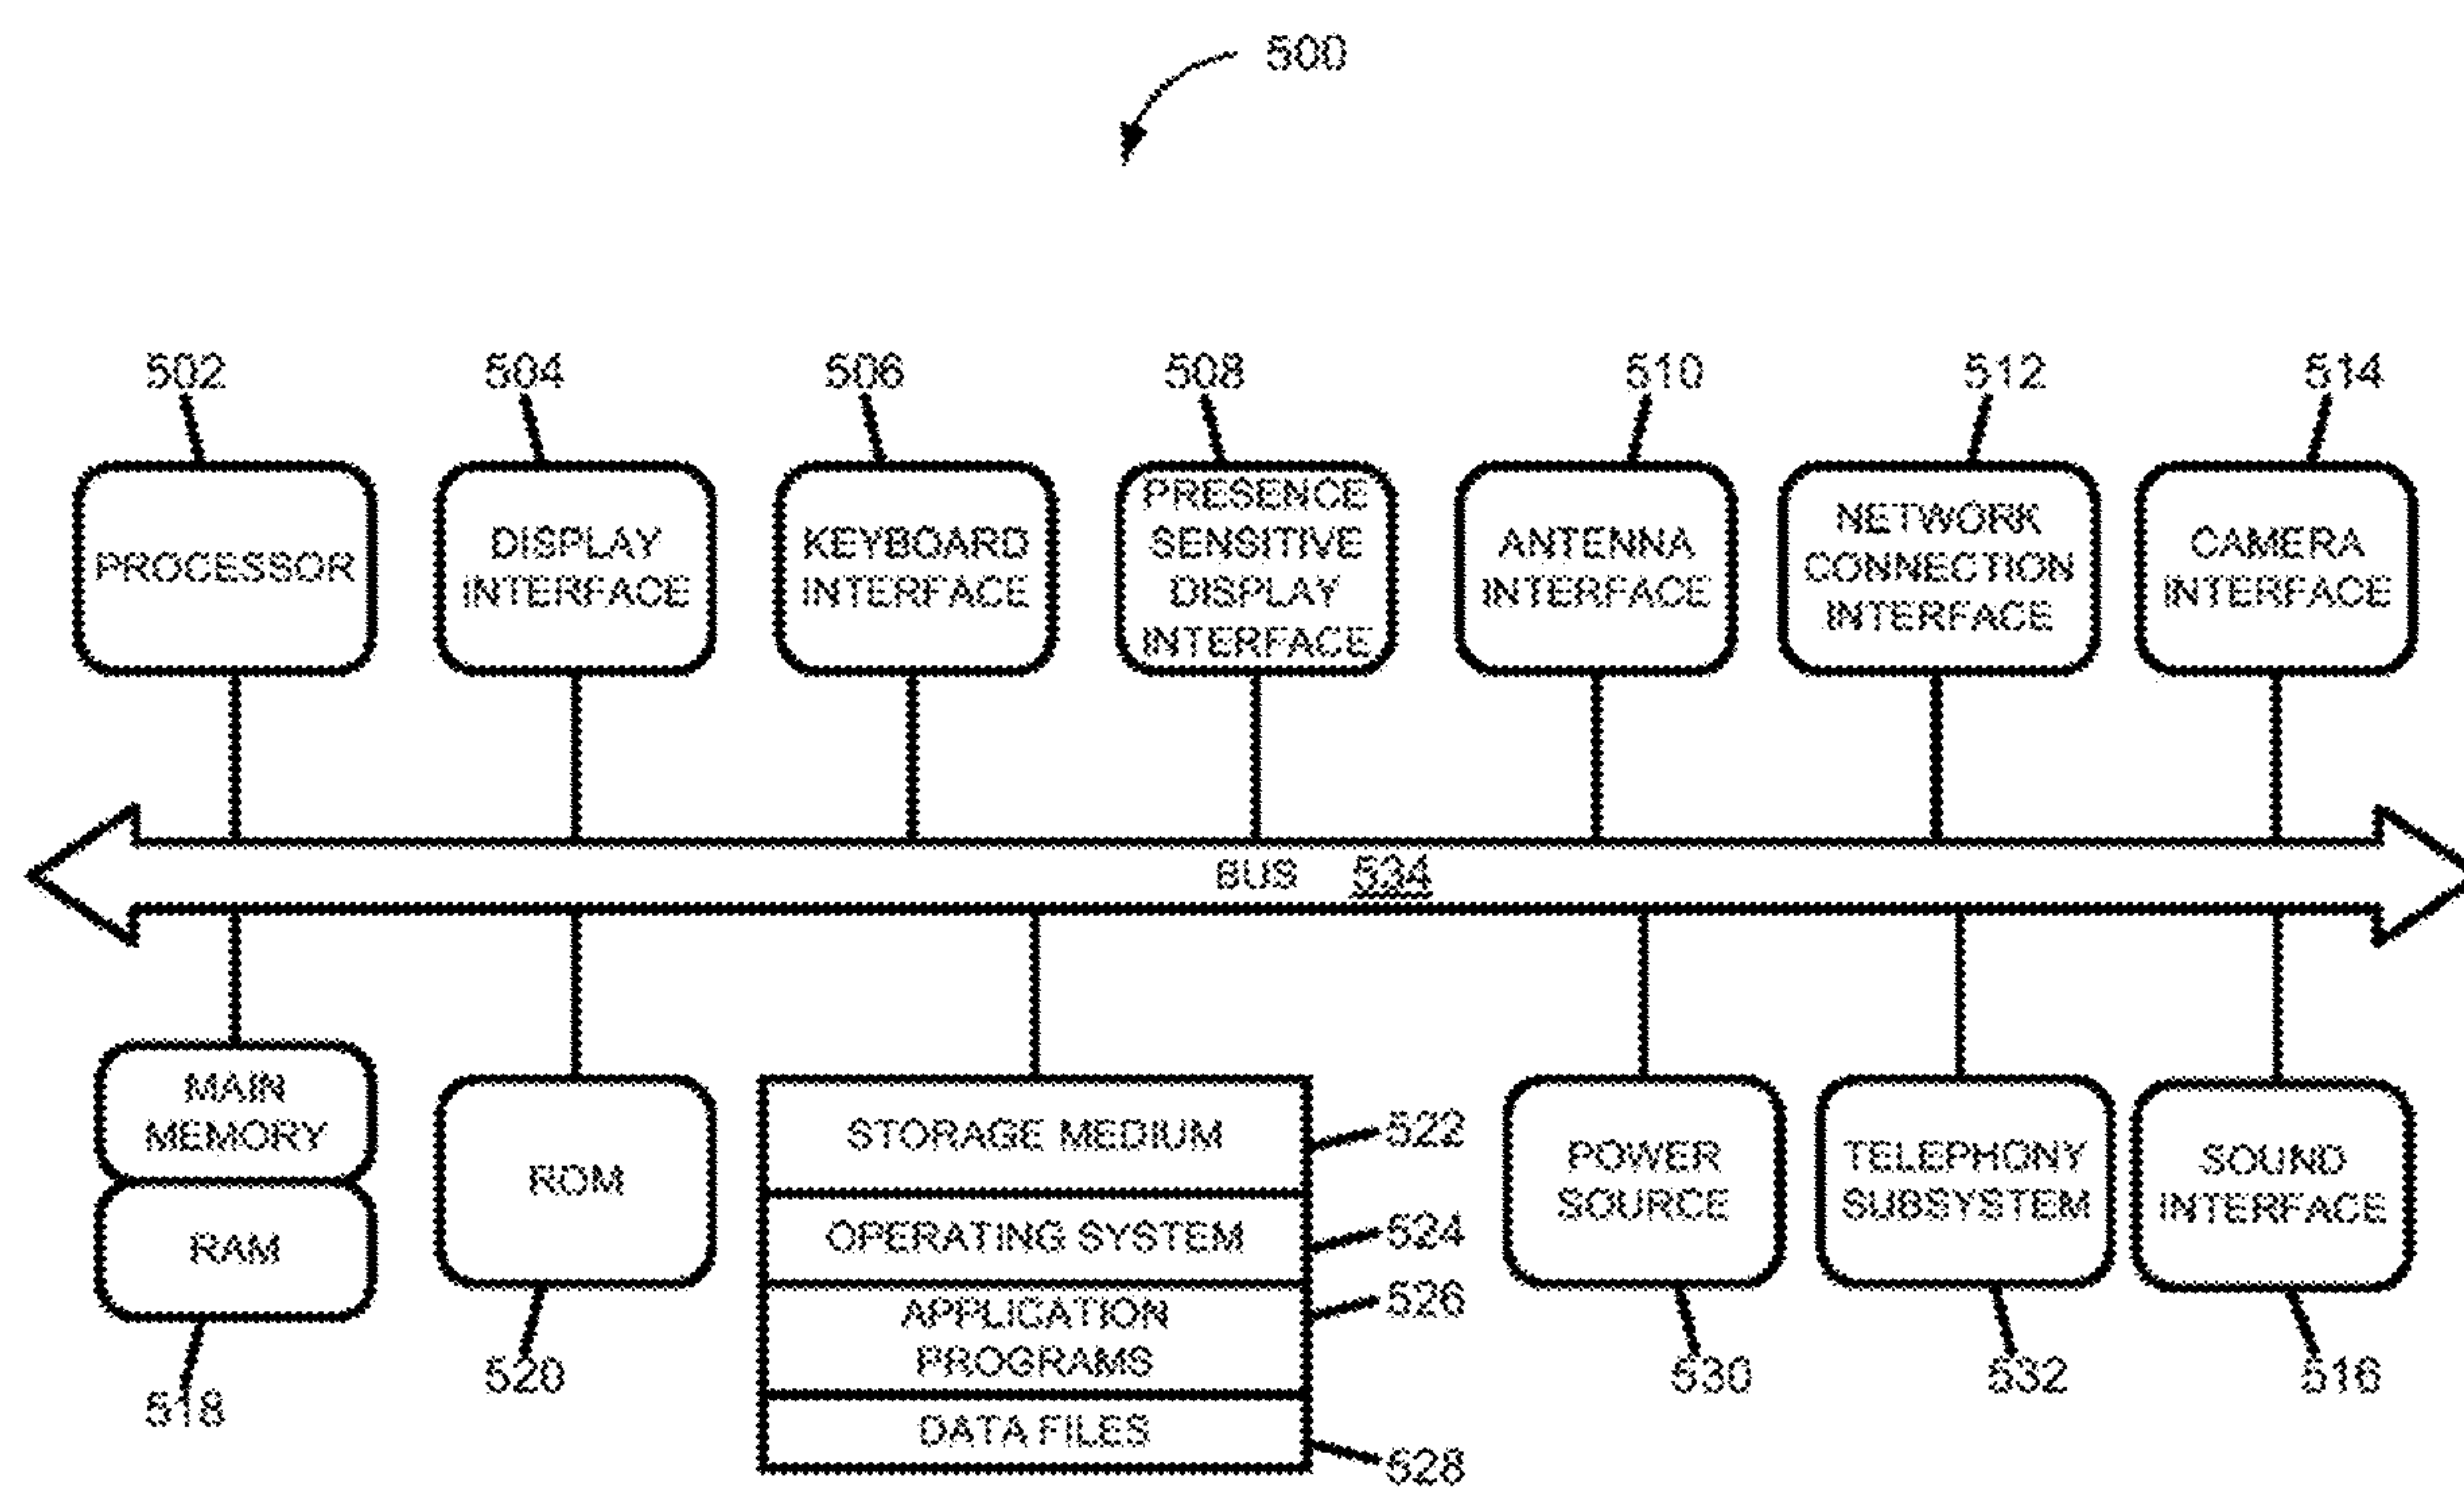 500
502
504
506
508
510
512
514
PROCESSOR
DISPLAY
INTERFACE
KEYBOARD
INTERFACE
PRESENCE
SENSITIVE
DISPLAY
INTERFACE
ANTENNA
INTERFACE
NETWORK
CONNECTION
INTERFACE
CAMERA
INTERFACE
BUS 534
MAIN
MEMORY
RAM
518
ROM
520
STORAGE MEDIUM
522
OPERATING SYSTEM
524
APPLICATION
PROGRAMS
526
DATA FILES
528
POWER
SOURCE
530
TELEPHONY
SUBSYSTEM
532
SOUND
INTERFACE
516